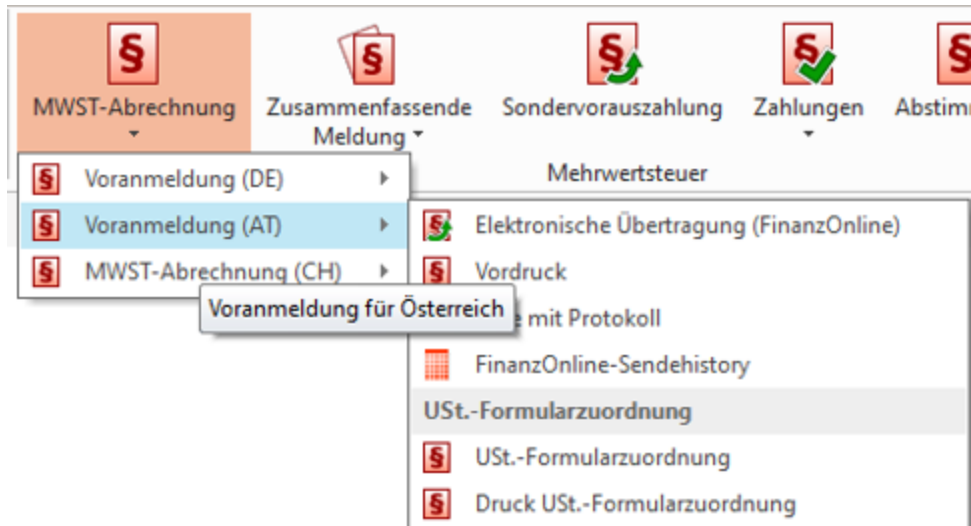 MWST-Abrechnung
Zusammenfassende
Meldung
Sondervorauszahlung
Zahlungen
Mehrwertsteuer
Voranmeldung (DE)
Voranmeldung (AT)
MWST-Abrechnung (CH)
Voranmeldung für Österreich
Elektronische Übertragung (FinanzOnline)
Vordruck
mit Protokoll
FinanzOnline-Sendehistory
USt.-Formularzuordnung
USt.-Formularzuordnung
Druck USt.-Formularzuordnung